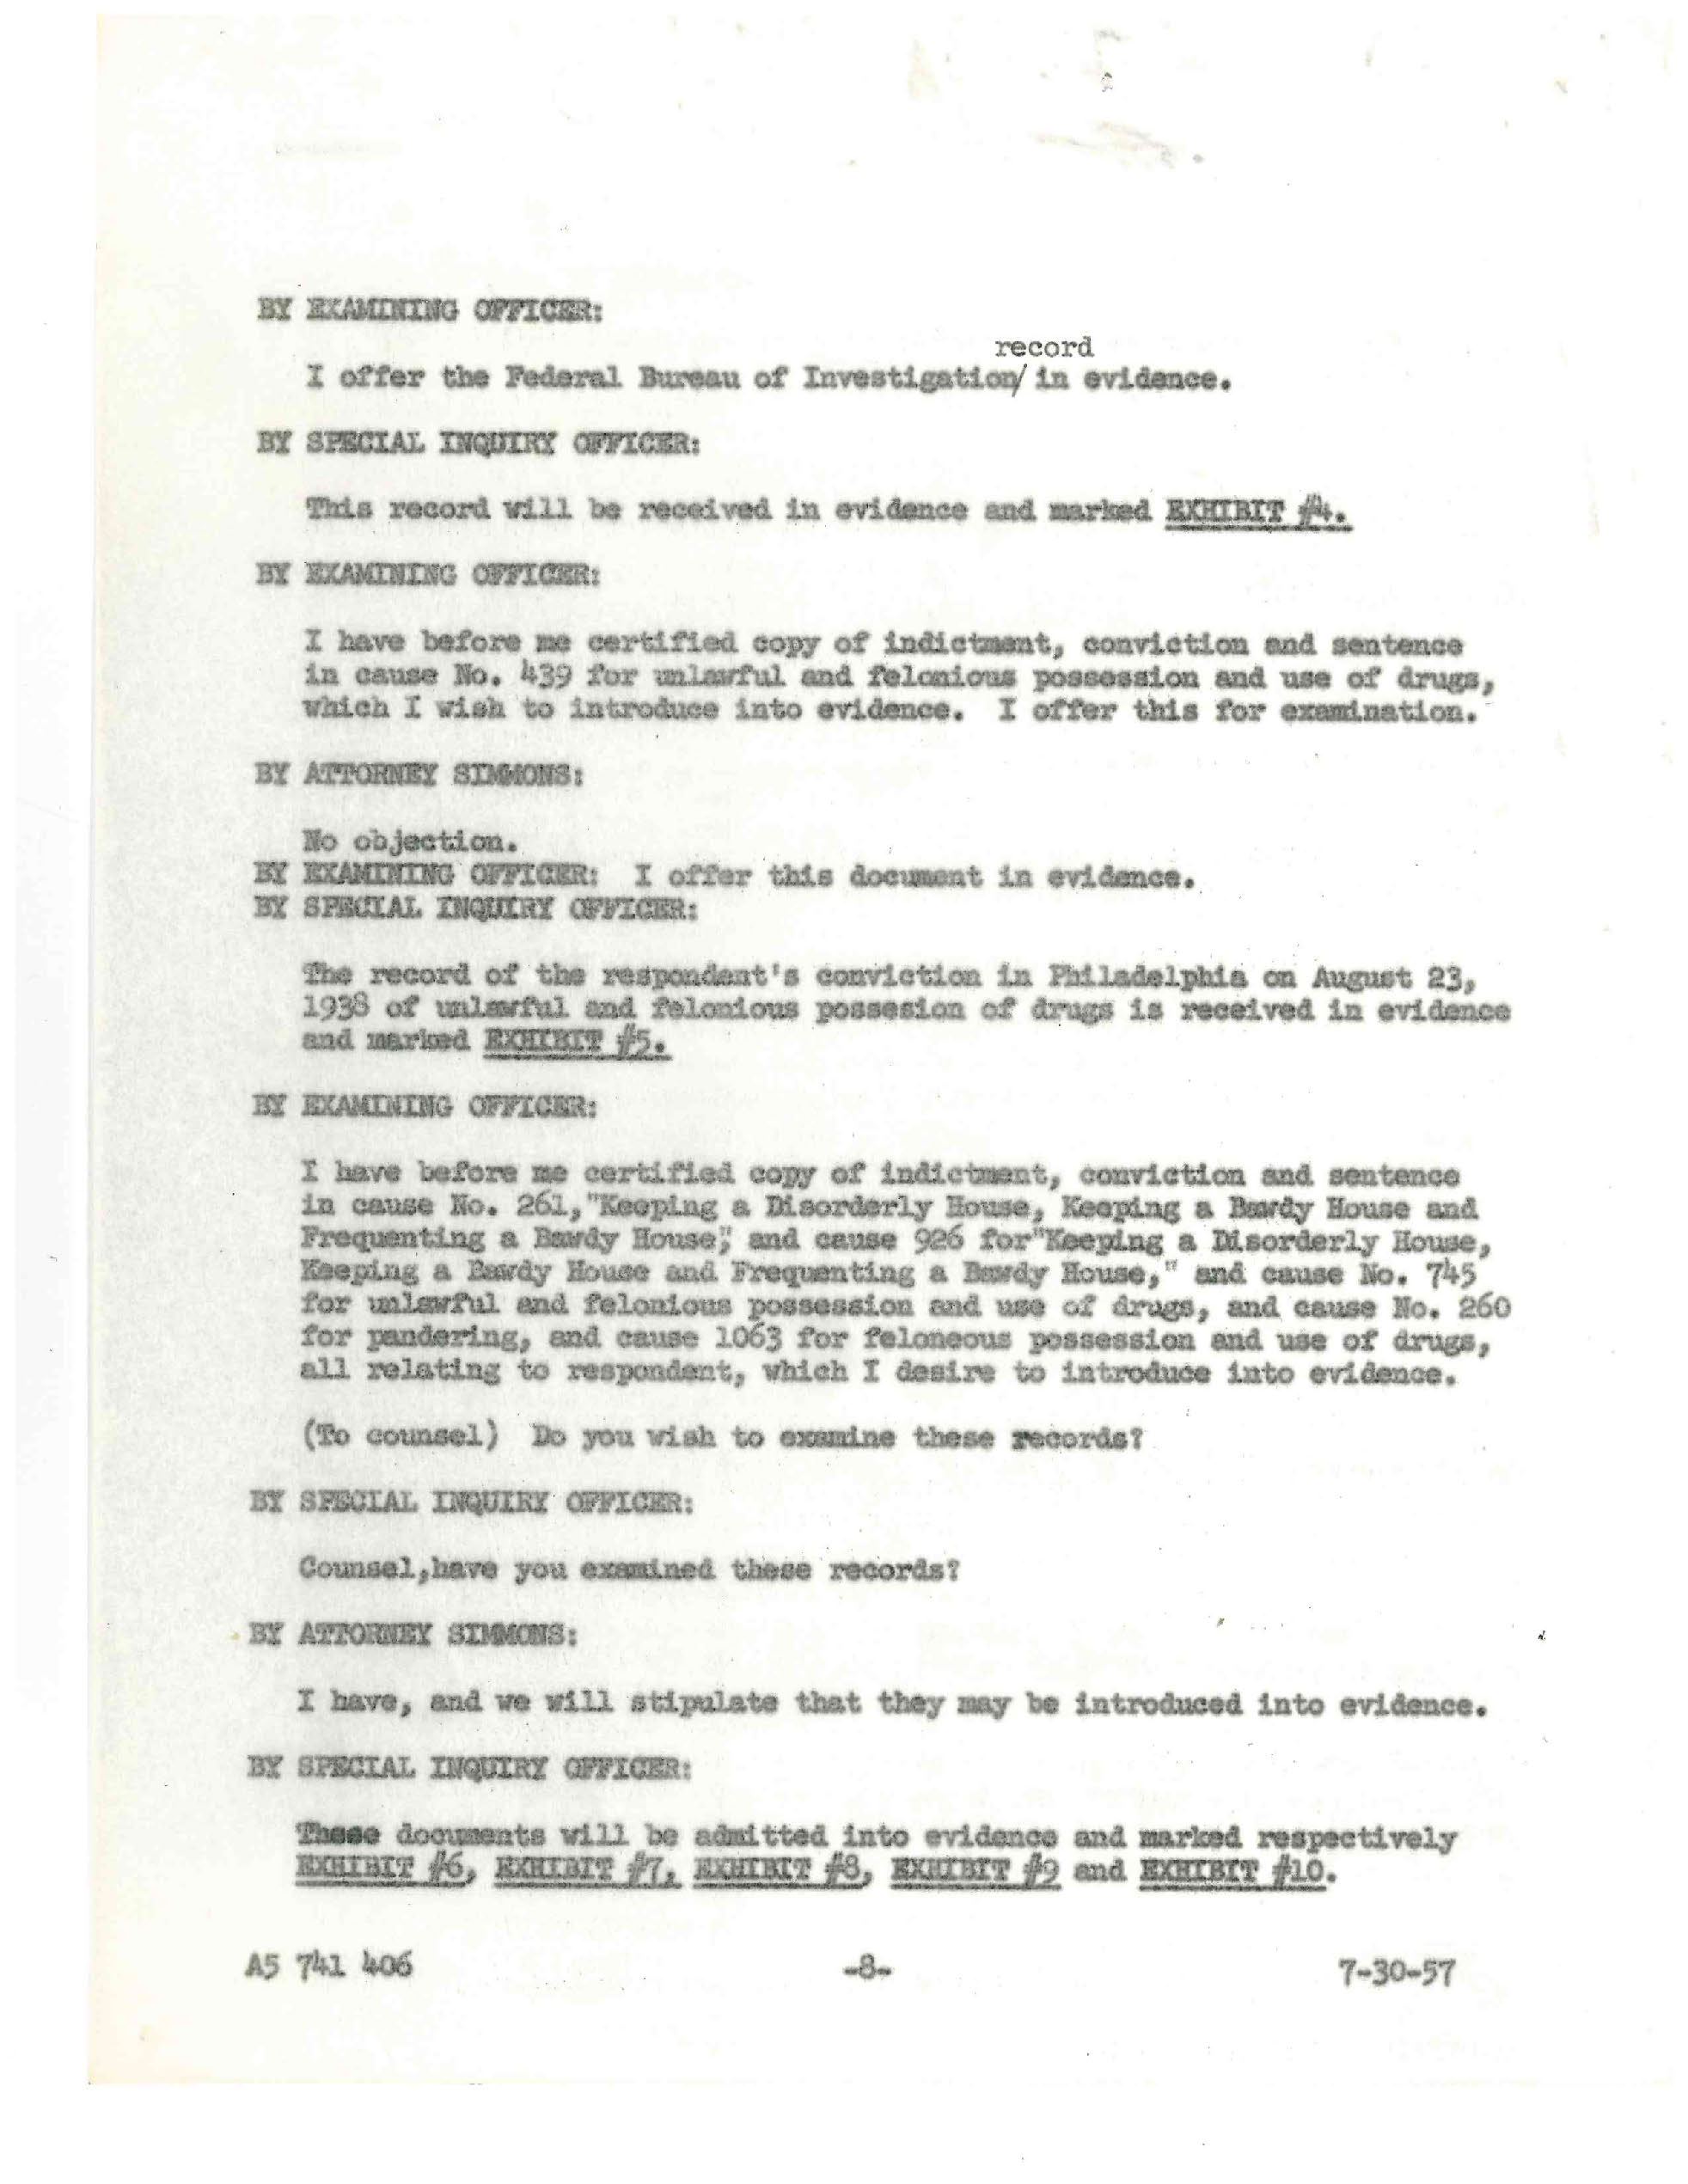 BY EXAMINING OFFICER:
record
I offer the Federal Bureau of Investigation/ in evidence.
BY SPECIAL INQUIRY OFFICER:
This record will be received in evidence and marked EXHIBIT #4.
BY EXAMINING OFFICER:
I have before me certified copy of indictment, conviction and sentence
in cause No. 439 for unlawful and felonious possession and use of drugs,
which I wish to introduce into evidence.  I offer this for examination.
BY ATTORNEY SIMMONS:
No objection.
BY EXAMINING OFFICER:  I offer this document in evidence.
BY SPECIAL INQUIRY OFFICER:
The record of the respondent's conviction in Philadelphia on August 23,
1938 of unlawful and felonious possesion of drugs is received in evidence
and marked EXHIBIT #5.
BY EXAMINING OFFICER:
I have before me certified copy of indictment, conviction and sentence
in cause No. 261,"Keeping a Disorderly House, Keeping a Bawdy House and
Frequenting a Bawdy House", and cause 926 for"Keeping a Disorderly House,
Keeping a Bawdy House and Frequenting a Bawdy House," and cause No. 745
for unlawful and felonious possession and use of drugs, and cause No. 260
for pandering, and cause 1063 for feloneous possession and use of drugs,
all relating to respondent, which I desire to introduce into evidence.
(To counsel)  Do you wish to examine these records?
BY SPECIAL INQUIRY OFFICER:
Counsel,have you examined these records?
BY ATTORNEY SIMMONS:
I have, and we will stipulate that they may be introduced into evidence.
BY SPECIAL INQUIRY OFFICER:
These documents will be admitted into evidence and marked respectively
EXHIBIT #6, EXHIBIT #7, EXHIBIT #8, EXHIBIT #9 and EXHIBIT #10.
A5 741 406 -8- 7-30-57